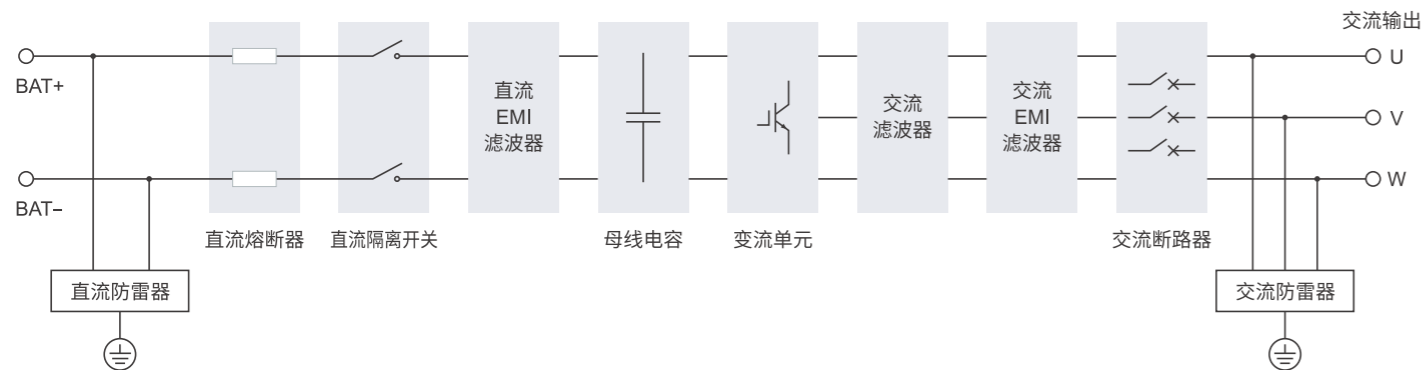 交流输出
BAT+
U
直流
EMI
滤波器
交流
滤波器
交流
EMI
滤波器
V
BAT–
W
直流熔断器
直流隔离开关
母线电容
变流单元
交流断路器
直流防雷器
交流防雷器